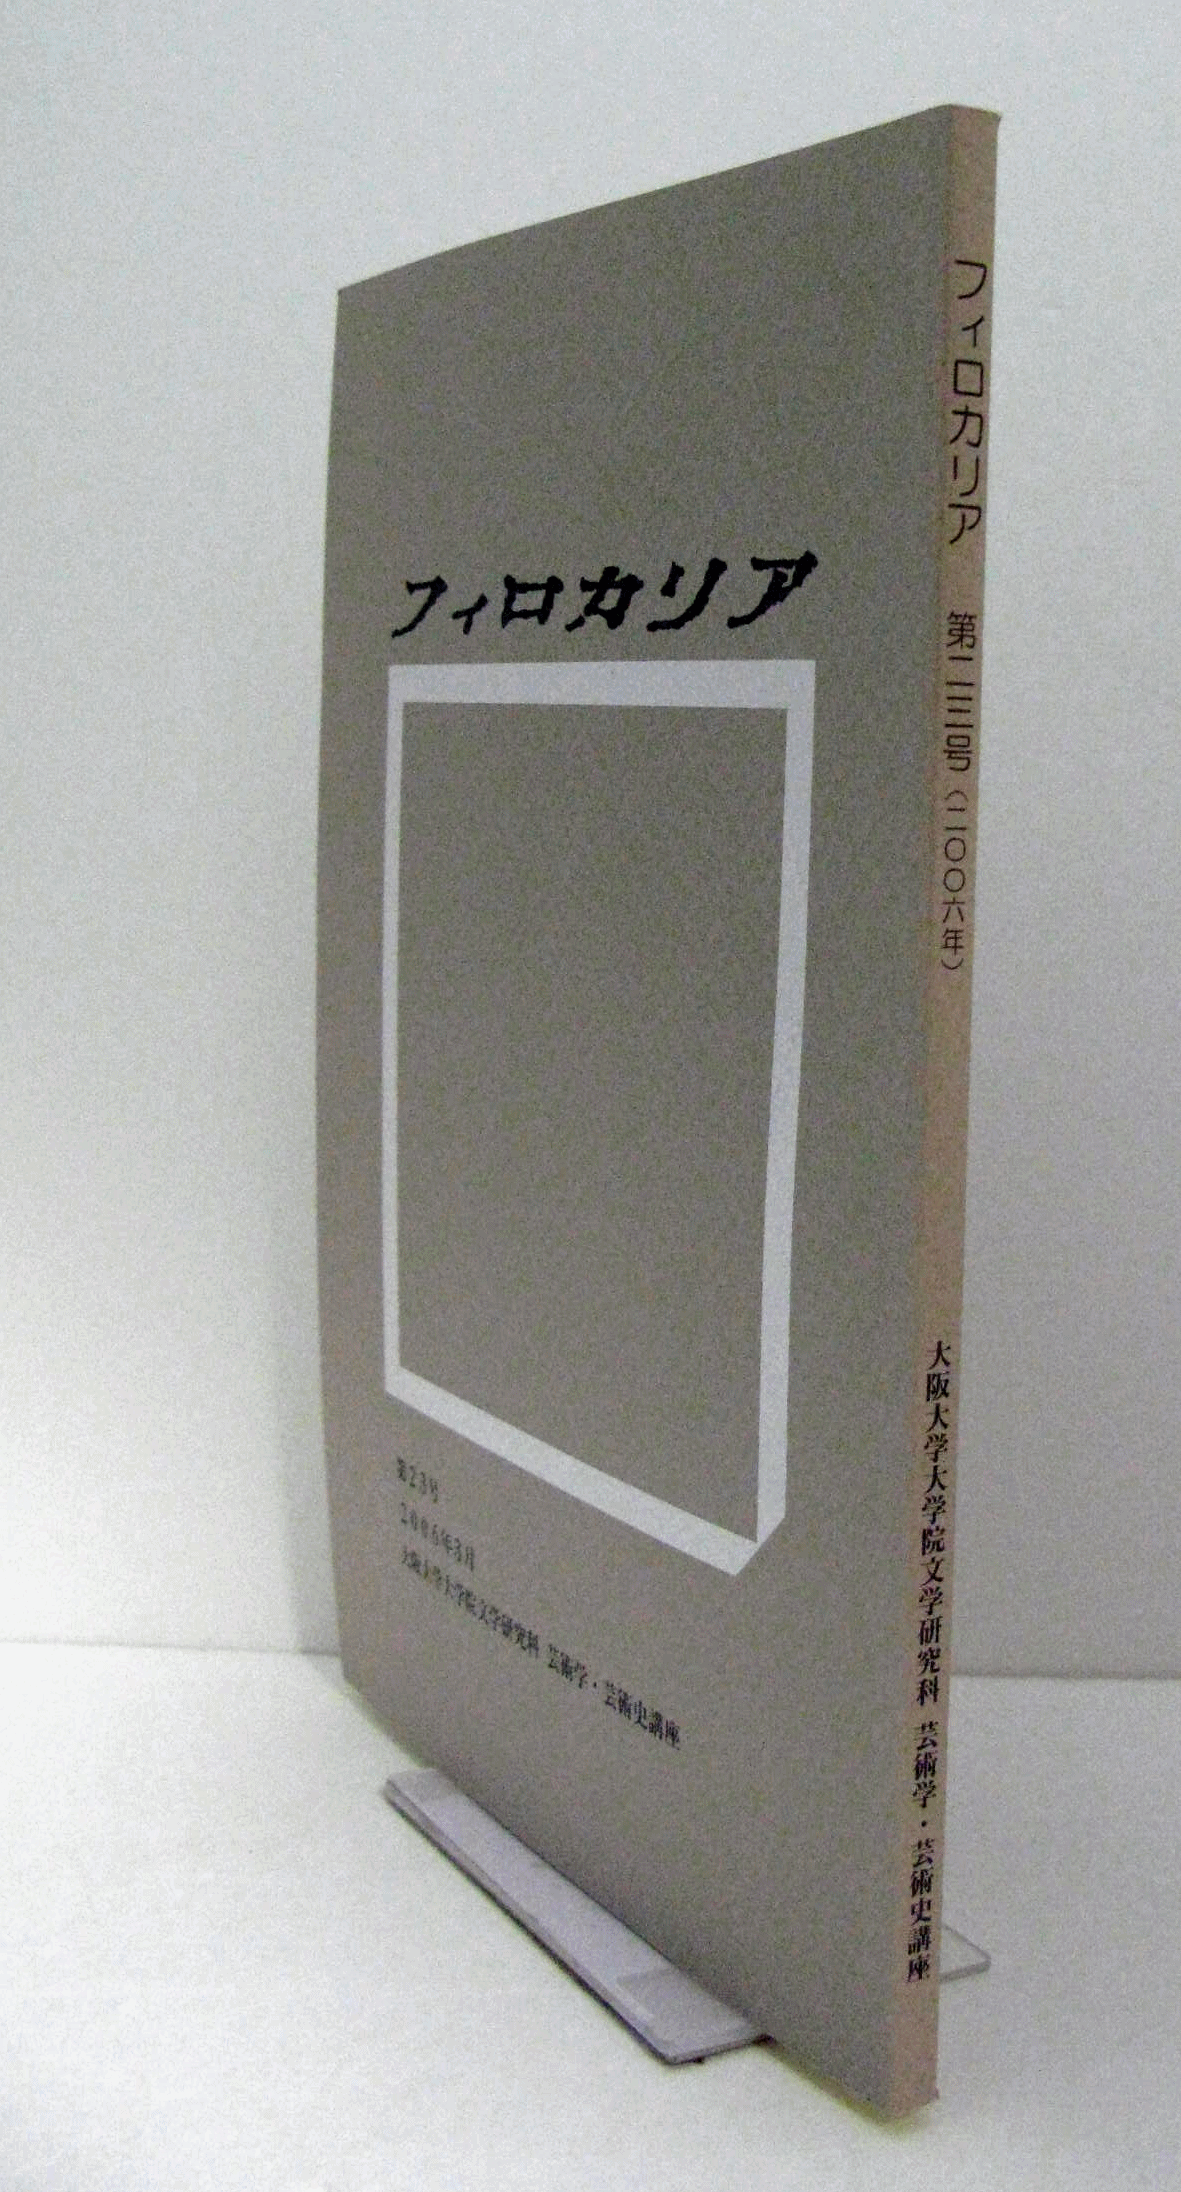 フィロカリア
第23号
2006年3月
大阪大学大学院文学研究科 芸術学・芸術史講座
フィロカリア 第二三号（二〇〇六年）
大阪大学大学院文学研究科 芸術学・芸術史講座